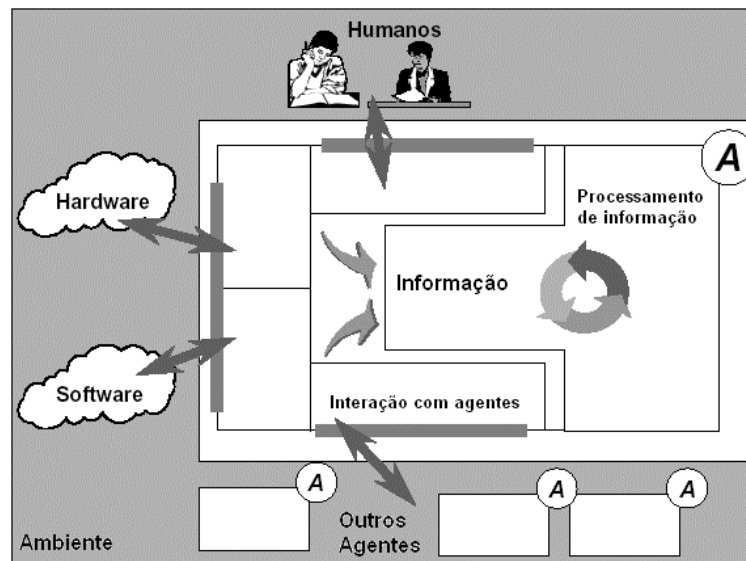 Humanos
A
Hardware
Processamento
de informação
Informação
Software
Interação com agentes
A
A
A
Outros
Agentes
Ambiente